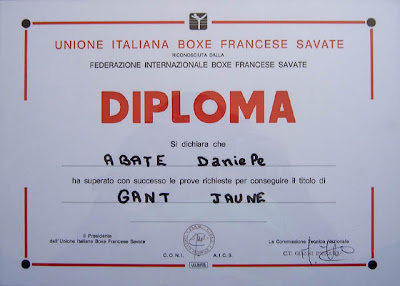 UNIONE ITALIANA BOXE FRANCESE SAVATE
RICONOSCIUTA DALLA
FEDERAZIONE INTERNAZIONALE BOXE FRANCESE SAVATE
DIPLOMA
Si dichiara che
ABATE Daniele
ha superato con successo le prove richieste per conseguire il titolo di
GANT JAUNE
Il Presidente
dell'Unione Italiana Boxe Francese Savate
La Commissione Tecnica Nazionale
C.T.
C.O.N.I. A.I.C.S.